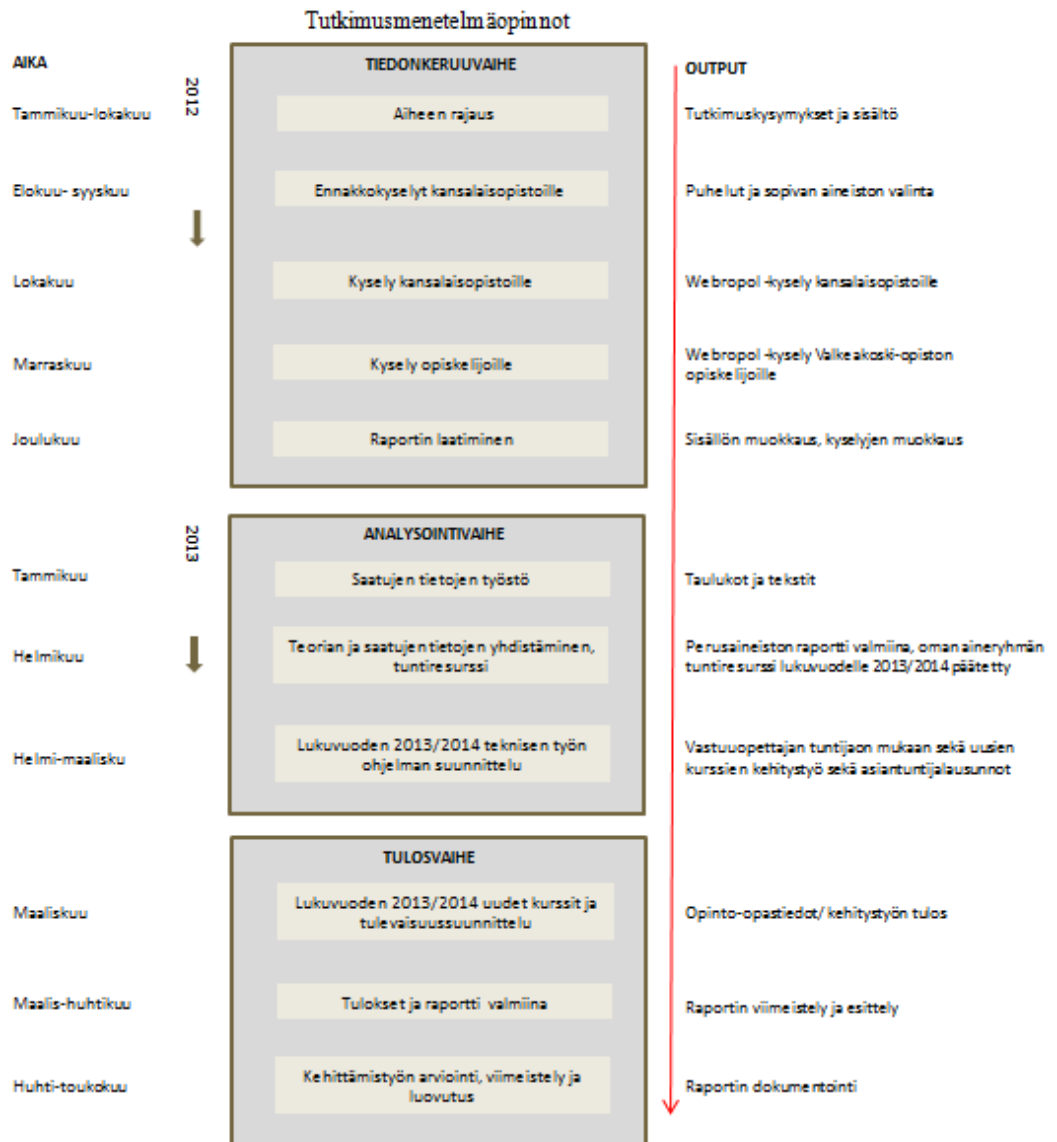 Tutkimusmenetelmäopinnot
AIKA
TIEDONKERUUVAIHE
OUTPUT
2012
Tammikuu-lokakuu
Aiheen rajaus
Tutkimuskysymykset ja sisältö
Elokuu- syyskuu
Ennakkokyselyt kansalaisopistoille
Puhelut ja sopivan aineiston valinta
Lokakuu
Kysely kansalaisopistoille
Webropol -kysely kansalaisopistoille
Marraskuu
Kysely opiskelijoille
Webropol -kysely Valkeakoski-opiston
opiskelijoille
Joulukuu
Raportin laatiminen
Sisällön muokkaus, kyselyjen muokkaus
2013
ANALYSOINTIVAIHE
Tammikuu
Saatujen tietojen työstö
Taulukot ja tekstit
Helmikuu
Teorian ja saatujen tietojen yhdistäminen,
tuntiresurssi
Perusaineiston raportti valmiina, oman aineryhmän
tuntiresurssi lukuvuodelle 2013/2014 päätetty
Helmi-maalisku
Lukuvuoden 2013/2014 teknisen työn
ohjelman suunnittelu
Vastuuopettajan tuntijaon mukaan sekä uusien
kurssien kehitystyö sekä asiantuntijalausunnot
TULOSVAIHE
Maaliskuu
Lukuvuoden 2013/2014 uudet kurssit ja
tulevaisuussuunnittelu
Opinto-opastiedot/ kehitystyön tulos
Maalis-huhtikuu
Tulokset ja raportti valmiina
Raportin viimeistely ja esittely
Huhti-toukokuu
Kehittämistyön arviointi, viimeistely ja
luovutus
Raportin dokumentointi